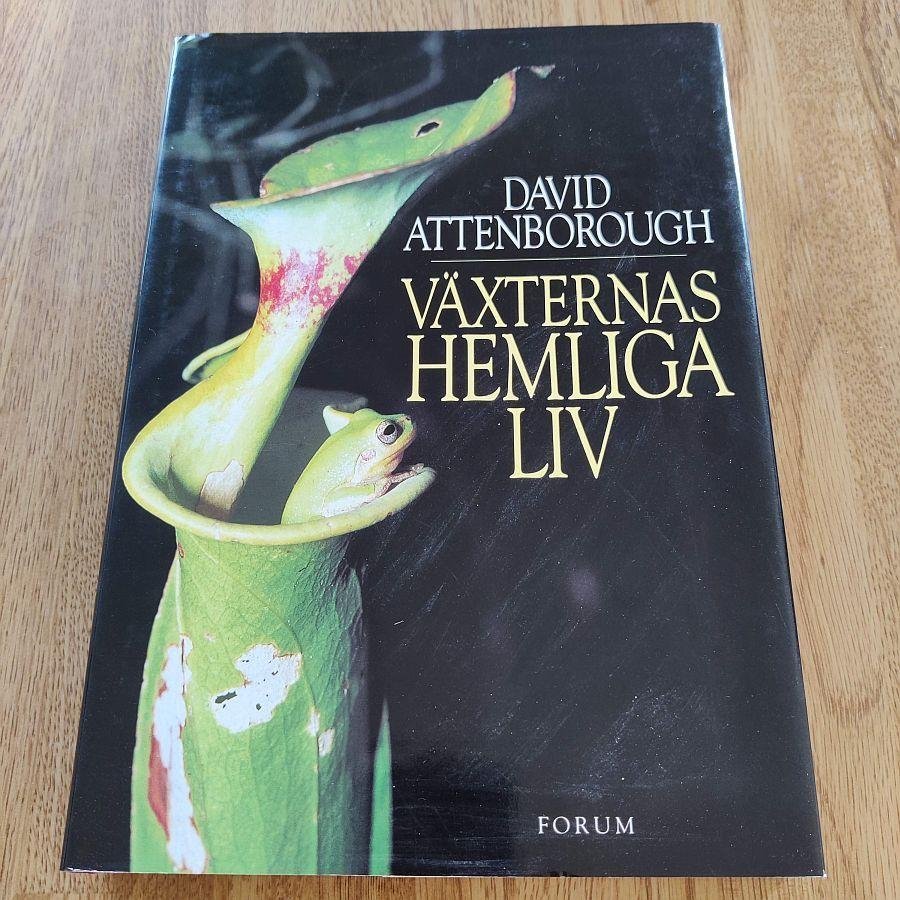 DAVID
ATTENBOROUGH
VÄXTERNAS
HEMLIGA
LIV
FORUM